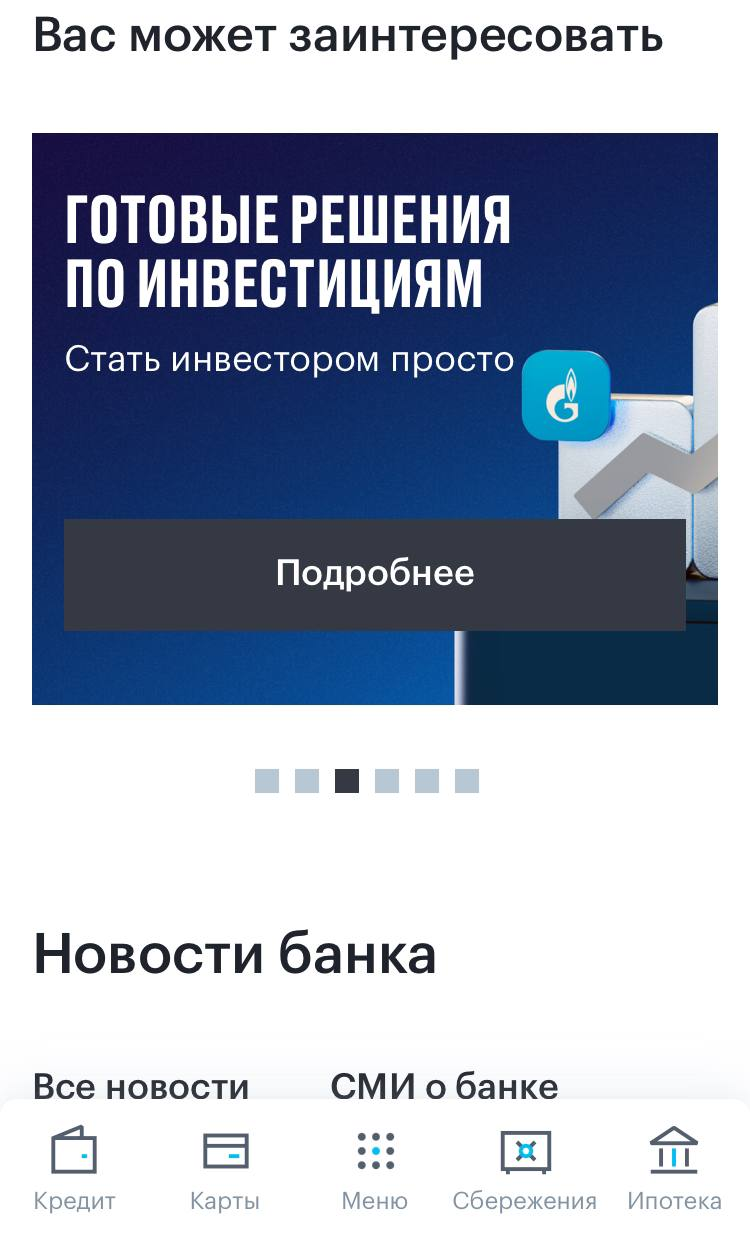 Вас может заинтересовать
ГОТОВЫЕ РЕШЕНИЯ
ПО ИНВЕСТИЦИЯМ
Стать инвестором просто
Подробнее
Новости банка
Все новости СМИ о банке
Кредит Карты Меню Сбережения Ипотека